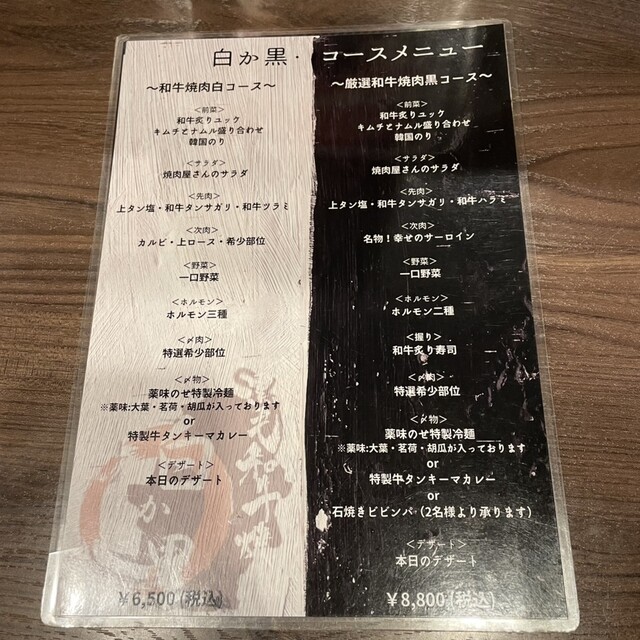 白か黒・コースメニュー
～和牛焼肉白コース～
<前菜>
和牛炙りユッケ
キムチとナムル盛り合わせ
韓国のり
<サラダ>
焼肉屋さんのサラダ
<先肉>
上タン塩・和牛タンサガリ・和牛ツラミ
<次肉>
カルビ・上ロース・希少部位
<野菜>
一口野菜
<ホルモン>
ホルモン三種
<〆肉>
特選希少部位
<〆物>
薬味のせ特製冷麺
※薬味:大葉・茗荷・胡瓜が入っております
or
特製牛タンキーマカレー
<デザート>
本日のデザート
¥6,500(税込)
～厳選和牛焼肉黒コース～
<前菜>
和牛炙りユッケ
キムチとナムル盛り合わせ
韓国のり
<サラダ>
焼肉屋さんのサラダ
<先肉>
上タン塩・和牛タンサガリ・和牛ハラミ
<次肉>
名物!幸せのサーロイン
<野菜>
一口野菜
<ホルモン>
ホルモン二種
<握り>
和牛炙り寿司
<〆肉>
特選希少部位
<〆物>
薬味のせ特製冷麺
※薬味:大葉・茗荷・胡瓜が入っております
or
特製牛タンキーマカレー
or
石焼きビビンパ(2名様より承ります)
<デザート>
本日のデザート
¥8,800(税込)